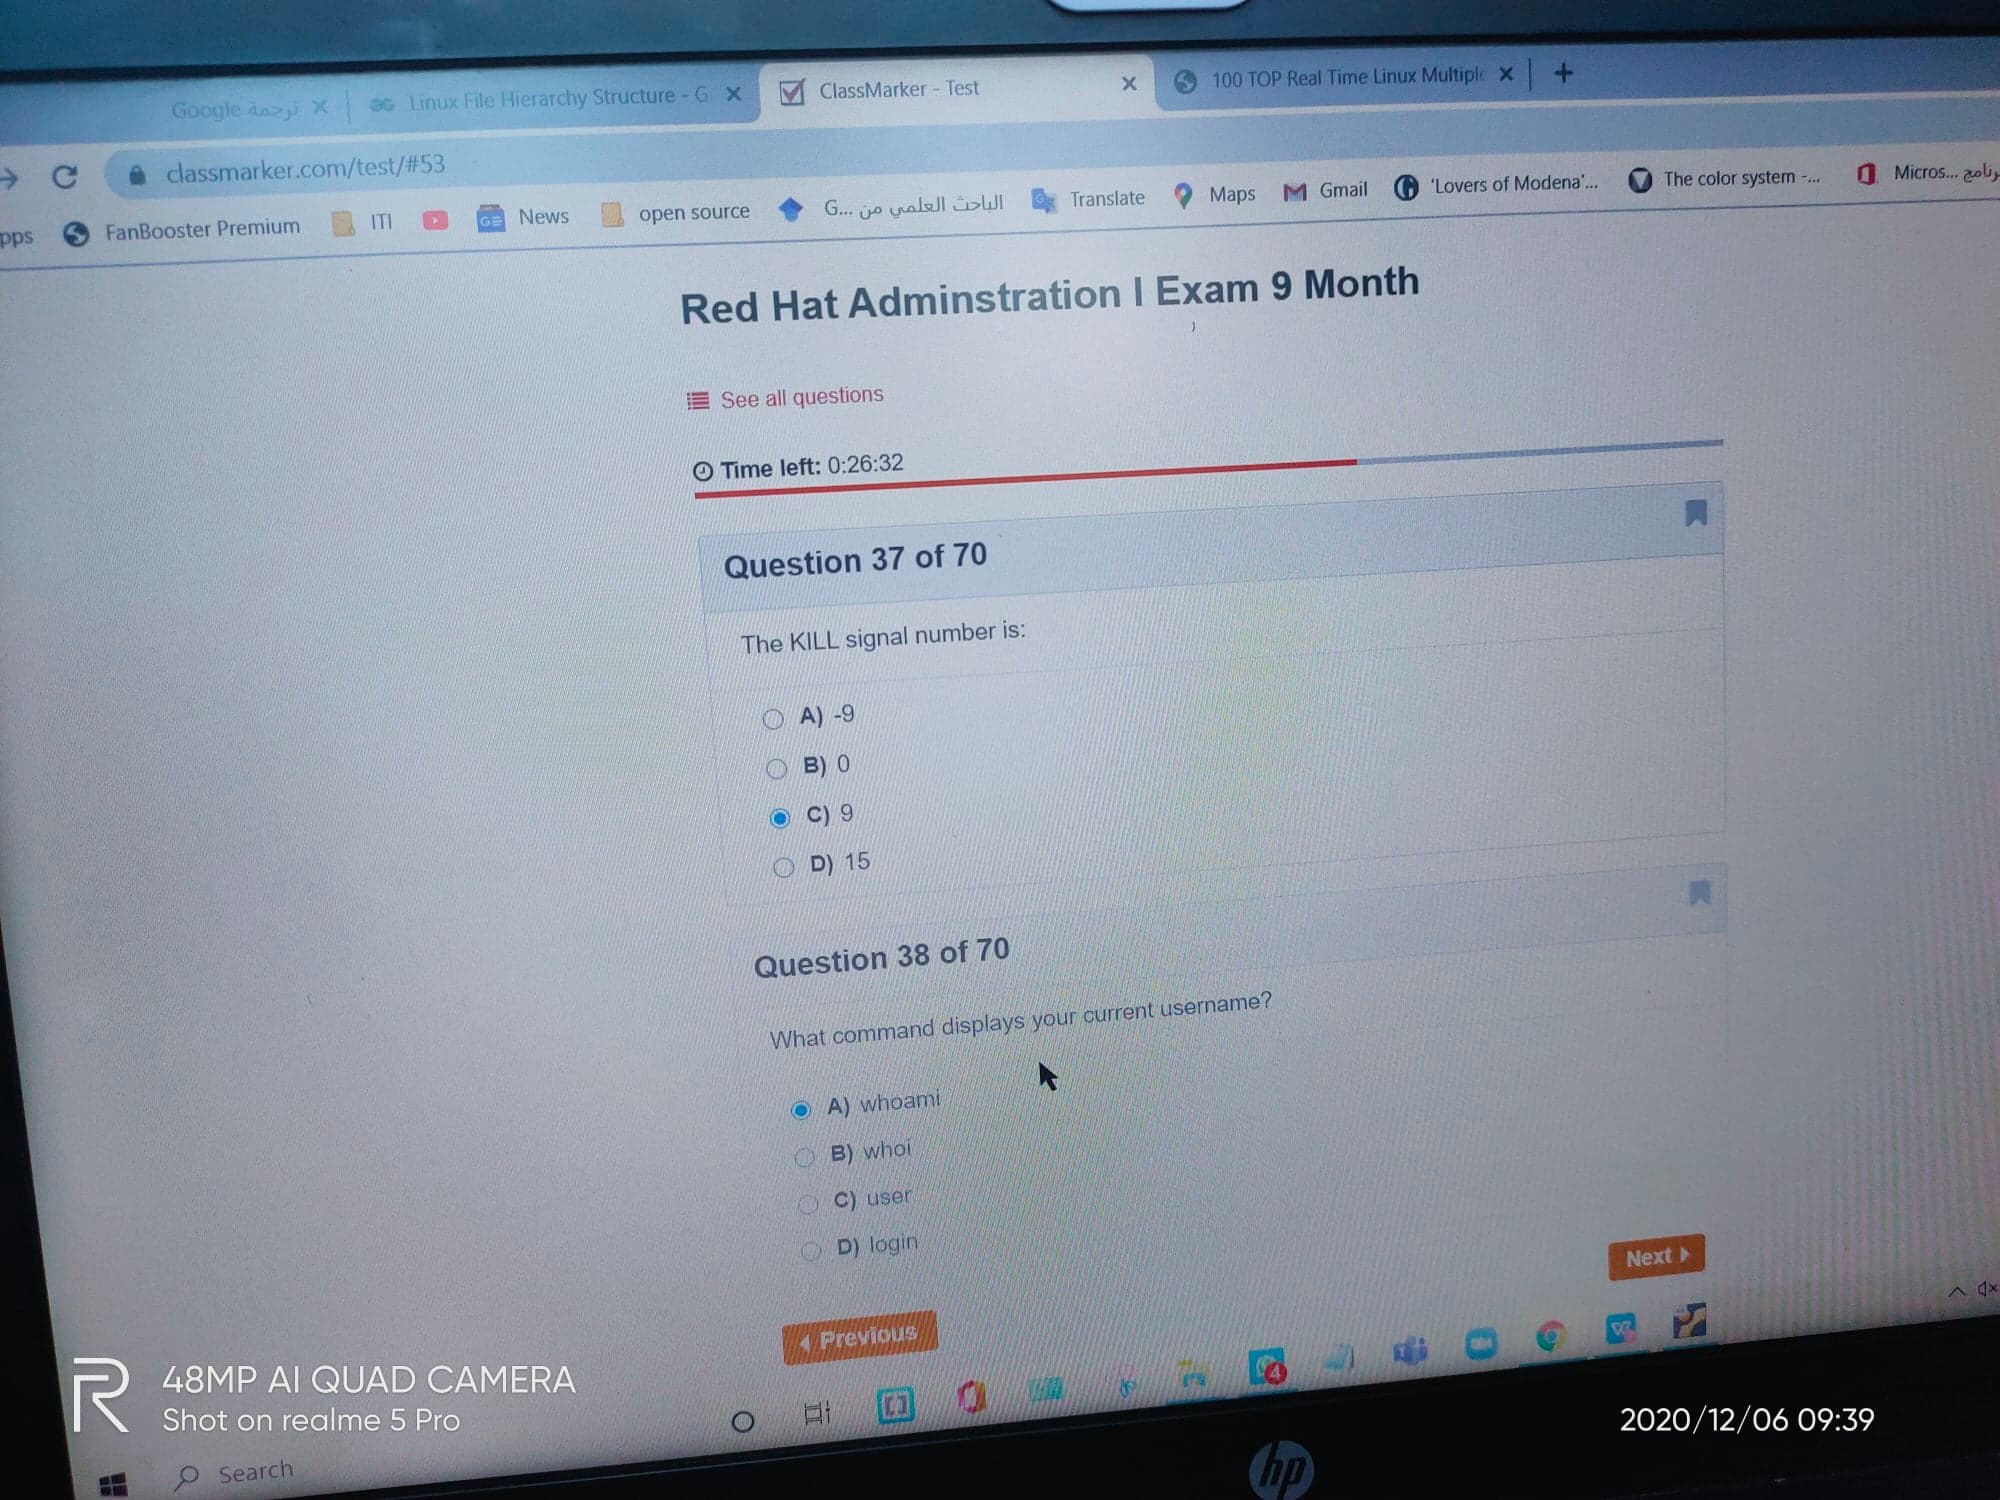 Google ترجمة
Linux File Hierarchy Structure - G
ClassMarker - Test
100 TOP Real Time Linux Multiple
classmarker.com/test/#53
pps
FanBooster Premium
ITI
GE
News
open source
الباحث العلمي من G...
Translate
Maps
Gmail
'Lovers of Modena'...
The color system -...
Micros...
Red Hat Adminstration I Exam 9 Month
See all questions
Time left: 0:26:32
Question 37 of 70
The KILL signal number is:
A) -9
B) 0
C) 9
D) 15
Question 38 of 70
What command displays your current username?
A) whoami
B) whoi
C) user
D) login
Next
Previous
4
48MP AI QUAD CAMERA
Shot on realme 5 Pro
2020/12/06 09:39
Search
hp